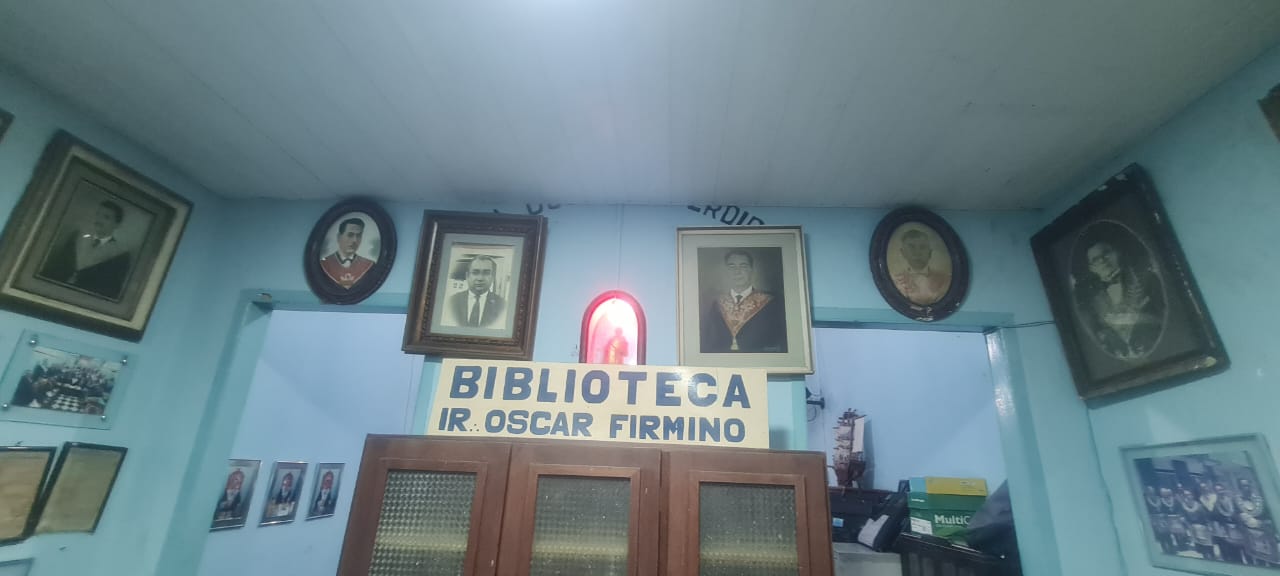 BIBLIOTECA
IR∴ OSCAR FIRMINO